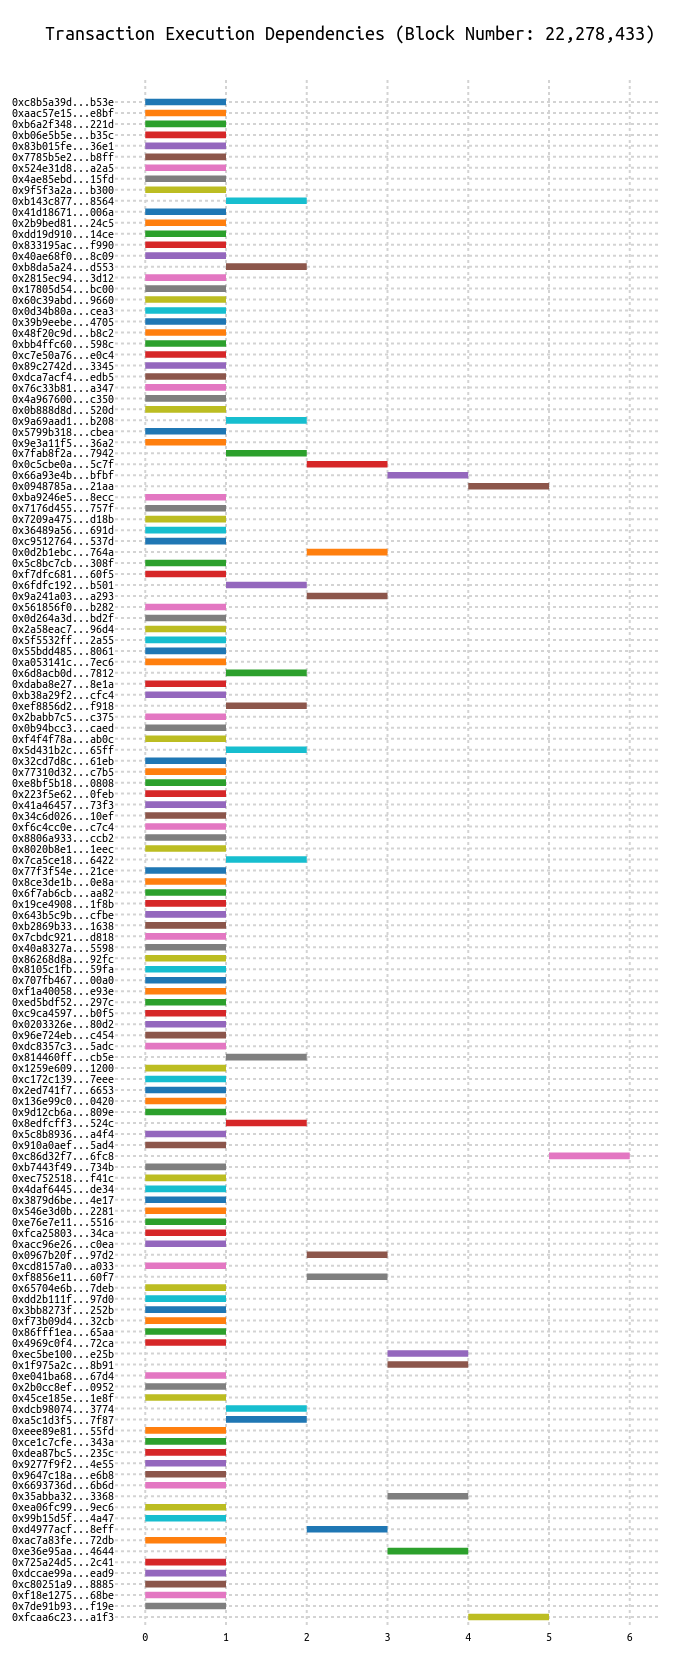 Transaction Execution Dependencies (Block Number: 22,278,433)
0xc8b5a39d...b53e
0xaac57e15...e8bf
0xb6a2f348...221d
0xb06e5b5e...b35c
0x83b015fe...36e1
0x7785b5e2...b8ff
0x524e31d8...a2a5
0x4ae85ebd...15fd
0x9f5f3a2a...b300
0xb143c877...8564
0x41d18671...006a
0x2b9bed81...24c5
0xdd19d910...14ce
0x833195ac...f990
0x40ae68f0...8c09
0xb8da5a24...d553
0x2815ec94...3d12
0x17805d54...bc00
0x60c39abd...9660
0x0d34b80a...cea3
0x39b9eebe...4705
0x48f20c9d...b8c2
0xbb4ffc60...598c
0xc7e50a76...e0c4
0x89c2742d...3345
0xdca7acf4...edb5
0x76c33b81...a347
0x4a967600...c350
0x0b888d8d...520d
0x9a69aad1...b208
0x5799b318...cbea
0x9e3a11f5...36a2
0x7fab8f2a...7942
0x0c5cbe0a...5c7f
0x66a93e4b...bfbf
0x0948785a...21aa
0xba9246e5...8ecc
0x7176d455...757f
0x7209a475...d18b
0x36489a56...691d
0xc9512764...537d
0x0d2b1ebc...764a
0x5c8bc7cb...308f
0xf7dfc681...60f5
0x6fdfc192...b501
0x9a241a03...a293
0x561856f0...b282
0x0d264a3d...bd2f
0x2a58eac7...96d4
0x5f5532ff...2a55
0x55bdd485...8061
0xa053141c...7ec6
0x6d8acb0d...7812
0xdaba8e27...8e1a
0xb38a29f2...cfc4
0xef8856d2...f918
0x2babb7c5...c375
0x0b94bcc3...caed
0xf4f4f78a...ab0c
0x5d431b2c...65ff
0x32cd7d8c...61eb
0x77310d32...c7b5
0xe8bf5b18...0808
0x223f5e62...0feb
0x41a46457...73f3
0x34c6d026...10ef
0xf6c4cc0e...c7c4
0x8806a933...ccb2
0x8020b8e1...1eec
0x7ca5ce18...6422
0x77f3f54e...21ce
0x8ce3de1b...0e8a
0x6f7ab6cb...aa82
0x19ce4908...1f8b
0x643b5c9b...cfbe
0xb2869b33...1638
0x7cbdc921...d818
0x40a8327a...5598
0x86268d8a...92fc
0x8105c1fb...59fa
0x707fb467...00a0
0xf1a40058...e93e
0xed5bdf52...297c
0xc9ca4597...b0f5
0x0203326e...80d2
0x96e724eb...c454
0xdc8357c3...5adc
0x814460ff...cb5e
0x1259e609...1200
0xc172c139...7eee
0x2ed741f7...6653
0x136e99c0...0420
0x9d12cb6a...809e
0x8edfcff3...524c
0x5c8b8936...a4f4
0x910a0aef...5ad4
0xc86d32f7...6fc8
0xb7443f49...734b
0xec752518...f41c
0x4daf6445...de34
0x3879d6be...4e17
0x546e3d0b...2281
0xe76e7e11...5516
0xfca25803...34ca
0xacc96e26...c0ea
0x0967b20f...97d2
0xcd8157a0...a033
0xf8856e11...60f7
0x65704e6b...7deb
0xdd2b111f...97d0
0x3bb8273f...252b
0xf73b09d4...32cb
0x86fff1ea...65aa
0x4969c0f4...72ca
0xec5be100...e25b
0x1f975a2c...8b91
0xe041ba68...67d4
0x2b0cc8ef...0952
0x45ce185e...1e8f
0xdcb98074...3774
0xa5c1d3f5...7f87
0xeee89e81...55fd
0xce1c7cfe...343a
0xdea87bc5...235c
0x9277f9f2...4e55
0x9647c18a...e6b8
0x6693736d...6b6d
0x35abba32...3368
0xea06fc99...9ec6
0x99b15d5f...4a47
0xd4977acf...8eff
0xac7a83fe...72db
0xe36e95aa...4644
0x725a24d5...2c41
0xdccae99a...ead9
0xc80251a9...8885
0xf18e1275...68be
0x7de91b93...f19e
0xfcaa6c23...a1f3
0 1 2 3 4 5 6